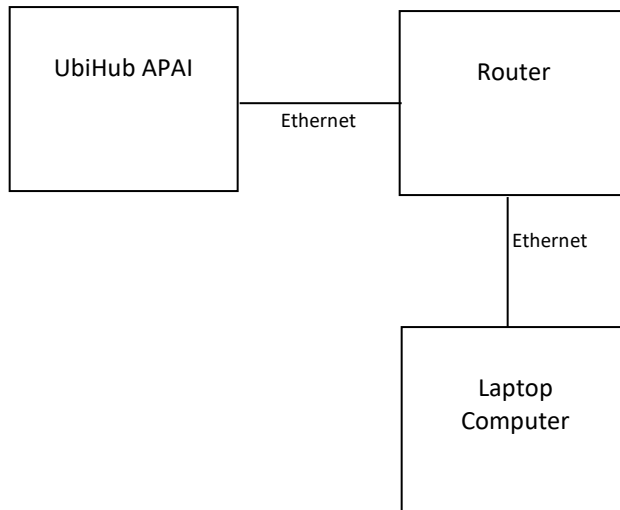 UbiHub APAI
Router
Ethernet
Ethernet
Laptop
Computer